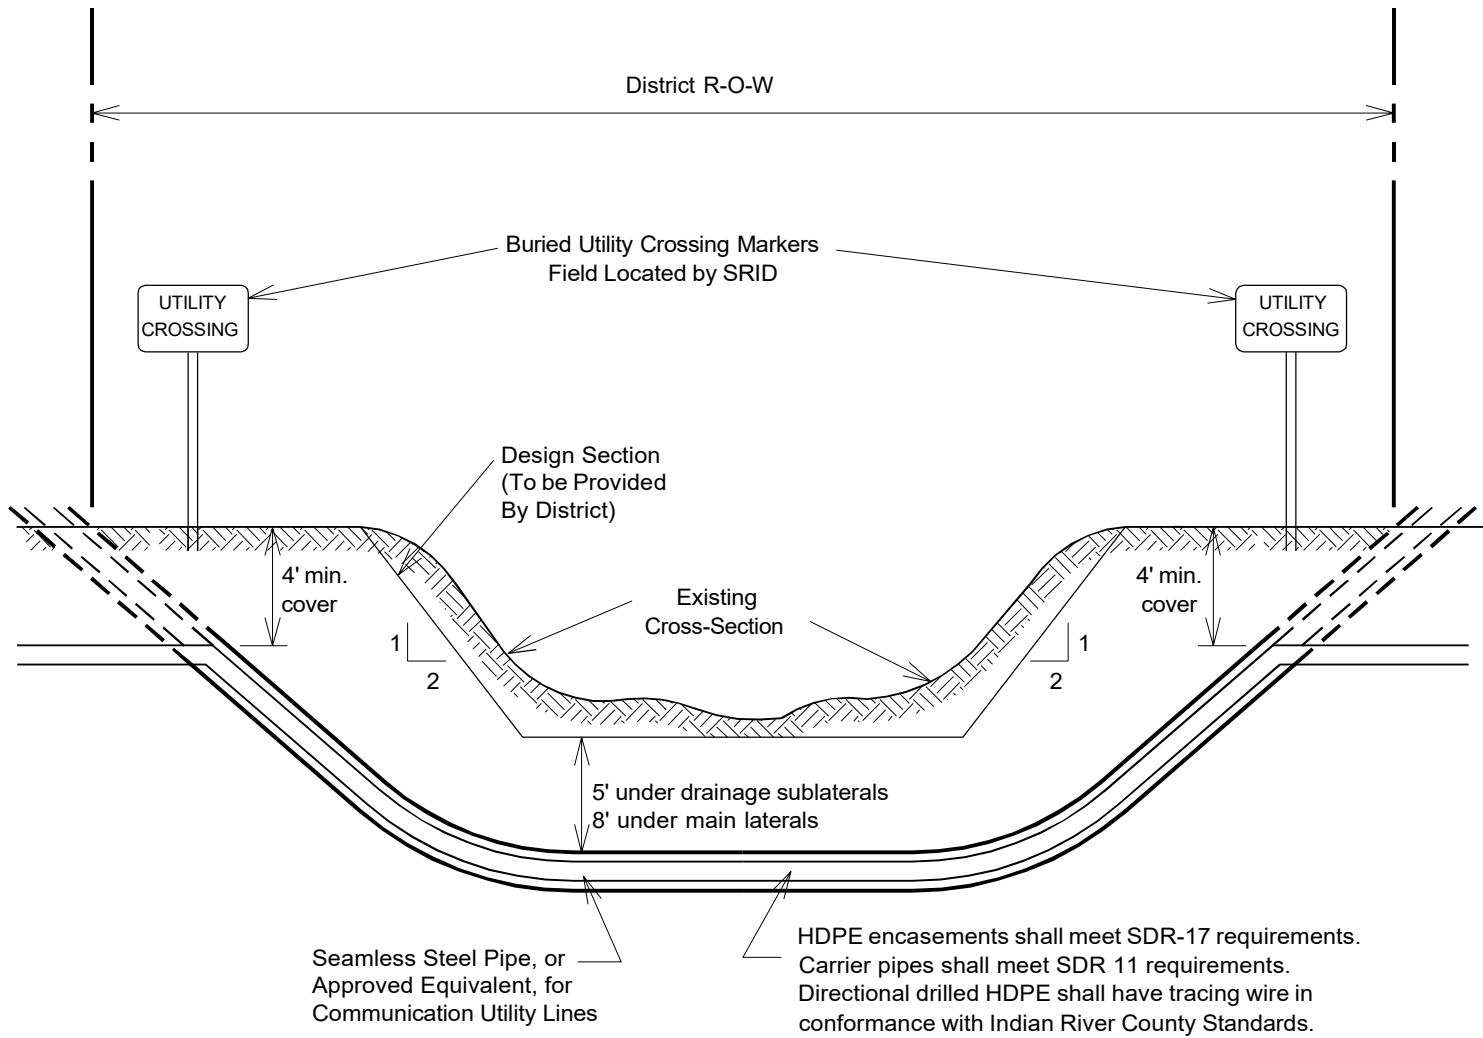 District R-O-W
Buried Utility Crossing Markers
Field Located by SRID
UTILITY
CROSSING
UTILITY
CROSSING
Design Section
(To be Provided
By District)
4' min.
cover
4' min.
cover
Existing
Cross-Section
1
2
1
2
5' under drainage sublaterals
8' under main laterals
Seamless Steel Pipe, or
Approved Equivalent, for
Communication Utility Lines
HDPE encasements shall meet SDR-17 requirements.
Carrier pipes shall meet SDR 11 requirements.
Directional drilled HDPE shall have tracing wire in
conformance with Indian River County Standards.